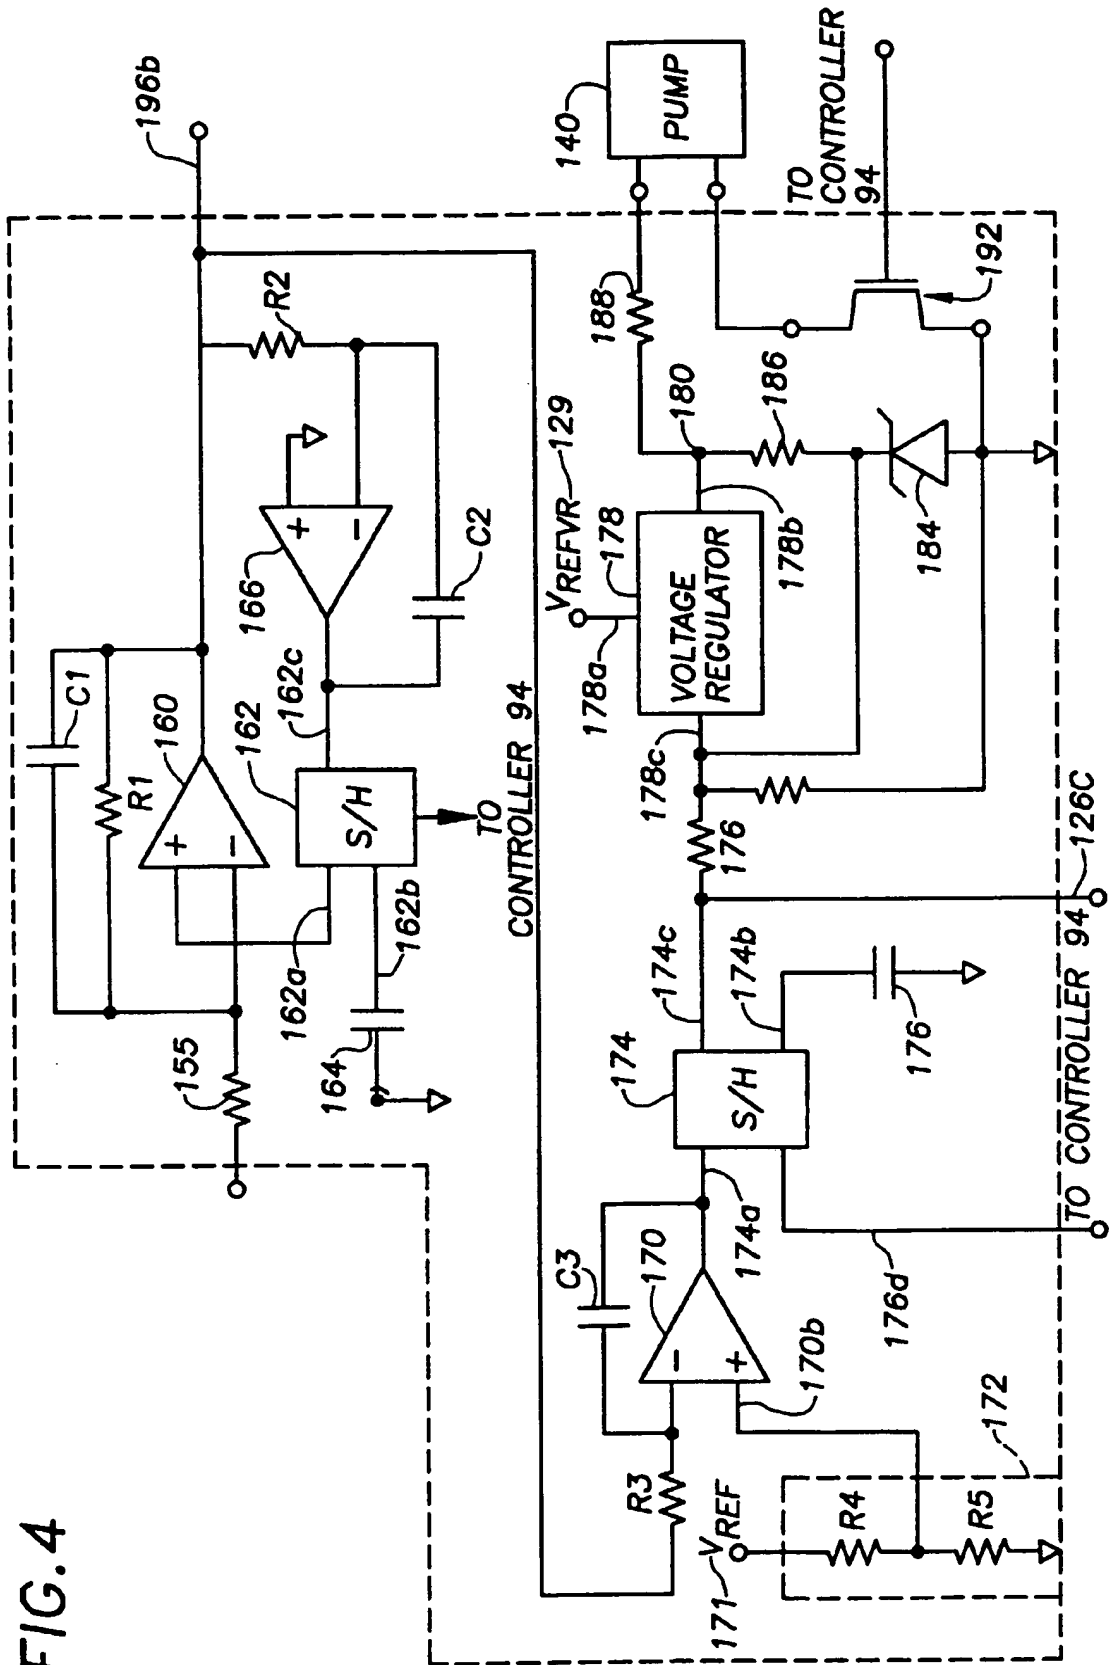 FIG. 4
C1
R1
160
+
−
155
162a
162
S/H
162b
164
162c
166
+
−
R2
C2
196b
TO
CONTROLLER 94
C3
R3
170
−
+
170b
174a
174
S/H
174c
174b
176
176d
171
VREF
172
R4
R5
176
178c
178a
VREFVR
129
178
VOLTAGE
REGULATOR
178b
180
186
184
188
140
PUMP
192
TO
CONTROLLER
94
126C
TO CONTROLLER 94